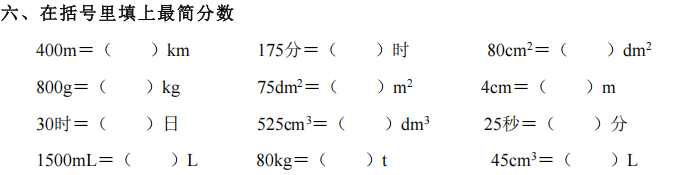 六、在括号里填上最简分数
400m＝（　　）km　　175分＝（　　）时　　80cm²＝（　　）dm²
800g＝（　　）kg　　75dm²＝（　　）m²　　4cm＝（　　）m
30时＝（　　）日　　525cm³＝（　　）dm³　　25秒＝（　　）分
1500mL＝（　　）L　　80kg＝（　　）t　　45cm³＝（　　）L